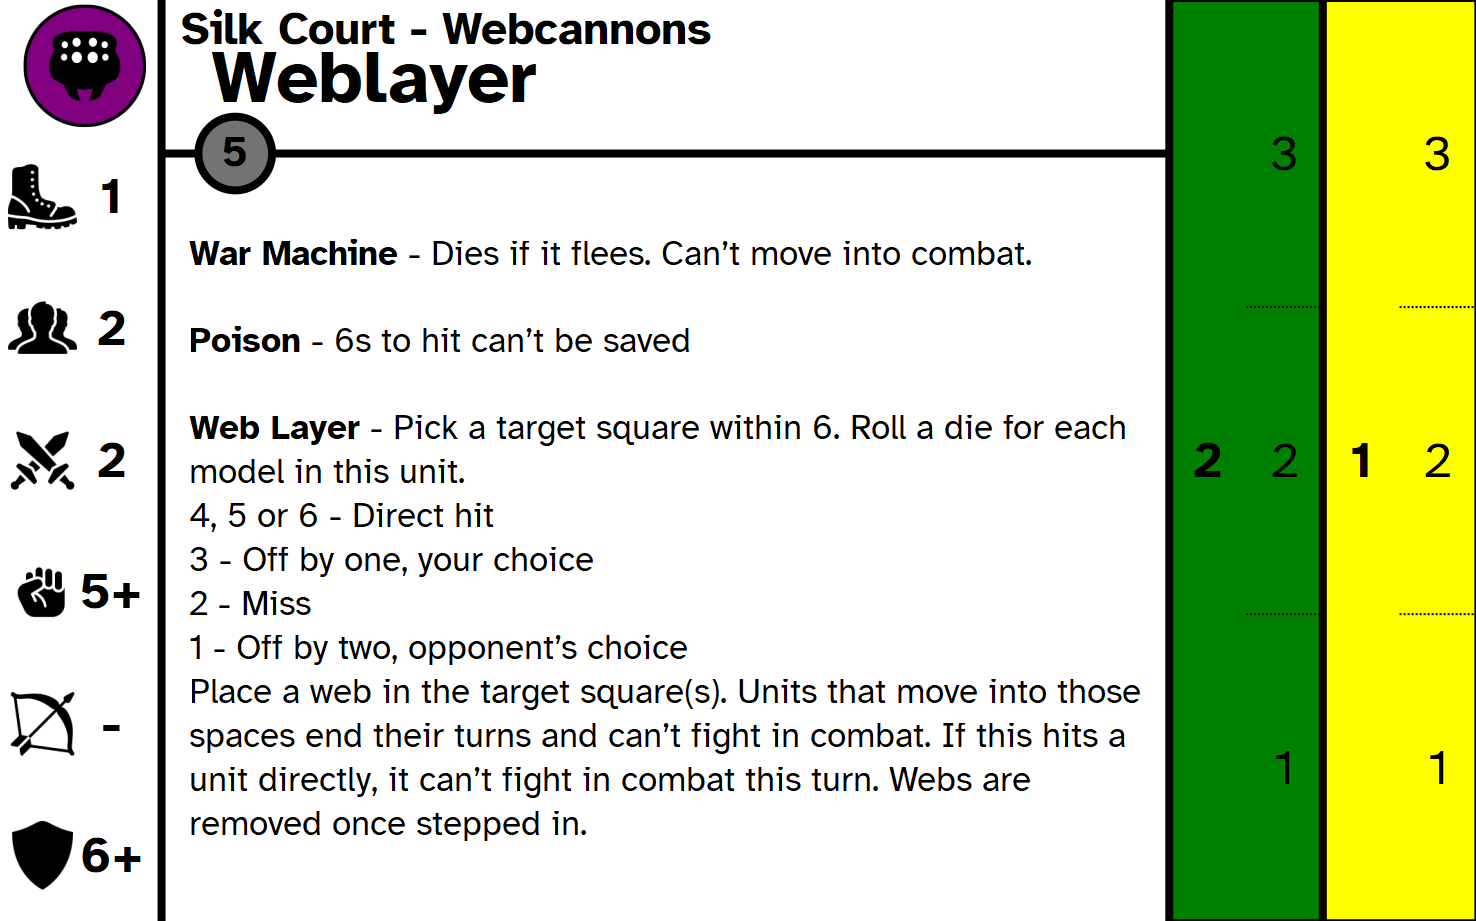 Silk Court - Webcannons
Weblayer
5
1
2
2
5+
-
6+
War Machine - Dies if it flees. Can’t move into combat.
Poison - 6s to hit can’t be saved
Web Layer - Pick a target square within 6. Roll a die for each
model in this unit.
4, 5 or 6 - Direct hit
3 - Off by one, your choice
2 - Miss
1 - Off by two, opponent’s choice
Place a web in the target square(s). Units that move into those
spaces end their turns and can’t fight in combat. If this hits a
unit directly, it can’t fight in combat this turn. Webs are
removed once stepped in.
2
3
2
1
1
3
2
1